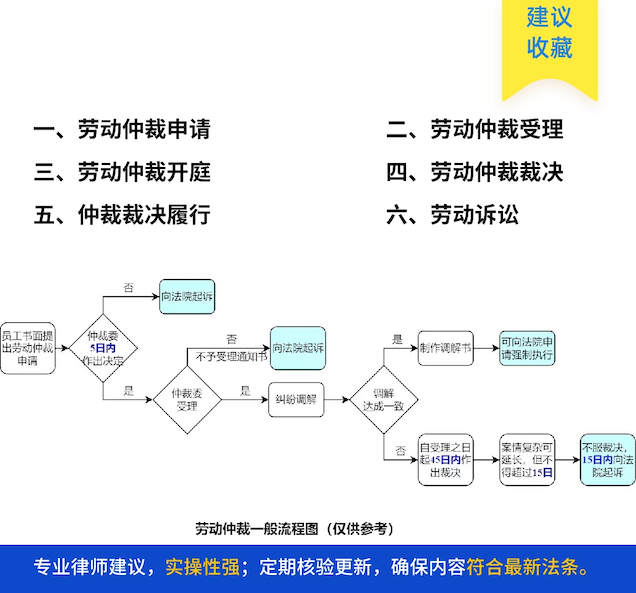 建议
收藏
一、劳动仲裁申请
二、劳动仲裁受理
三、劳动仲裁开庭
四、劳动仲裁裁决
五、仲裁裁决履行
六、劳动诉讼
员工书面提
出劳动仲裁
申请
仲裁委
5日内
作出决定
否
向法院起诉
是
仲裁委
受理
否
不予受理通知书
向法院起诉
是
纠纷调解
调解
达成一致
是
制作调解书
可向法院申
请强制执行
否
自受理之日
起45日内作
出裁决
案情复杂可
延长，但不
得超过15日
不服裁决，
15日内向法
院起诉
劳动仲裁一般流程图（仅供参考）
专业律师建议，实操性强；定期核验更新，确保内容符合最新法条。